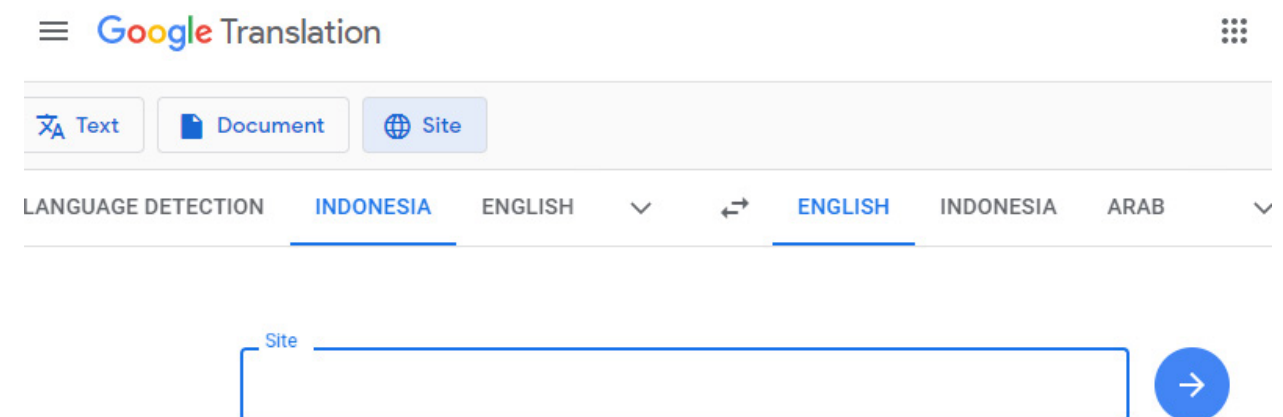 Google Translation
Text Document Site
LANGUAGE DETECTION INDONESIA ENGLISH ENGLISH INDONESIA ARAB
Site